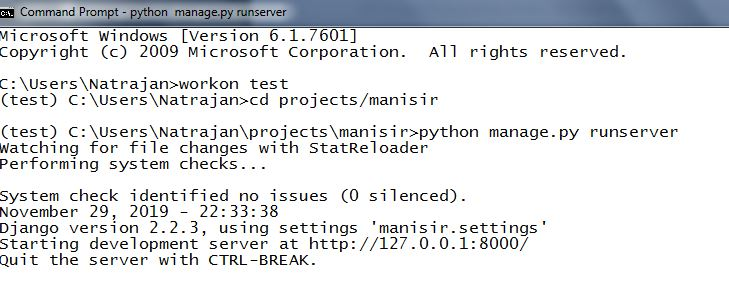 C:\. Command Prompt - python manage.py runserver
Microsoft Windows [Version 6.1.7601]
Copyright (c) 2009 Microsoft Corporation.  All rights reserved.
C:\Users\Natrajan>workon test
(test) C:\Users\Natrajan>cd projects/manisir
(test) C:\Users\Natrajan\projects\manisir>python manage.py runserver
Watching for file changes with StatReloader
Performing system checks...
System check identified no issues (0 silenced).
November 29, 2019 - 22:33:38
Django version 2.2.3, using settings 'manisir.settings'
Starting development server at http://127.0.0.1:8000/
Quit the server with CTRL-BREAK.